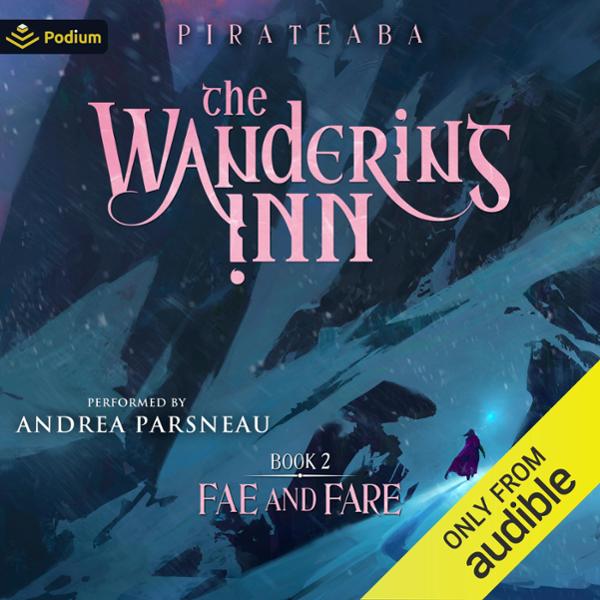 Podium
PIRATEABA
the
WANDERING
INN
PERFORMED BY
ANDREA PARSNEAU
BOOK 2
FAE AND FARE
ONLY FROM
audible